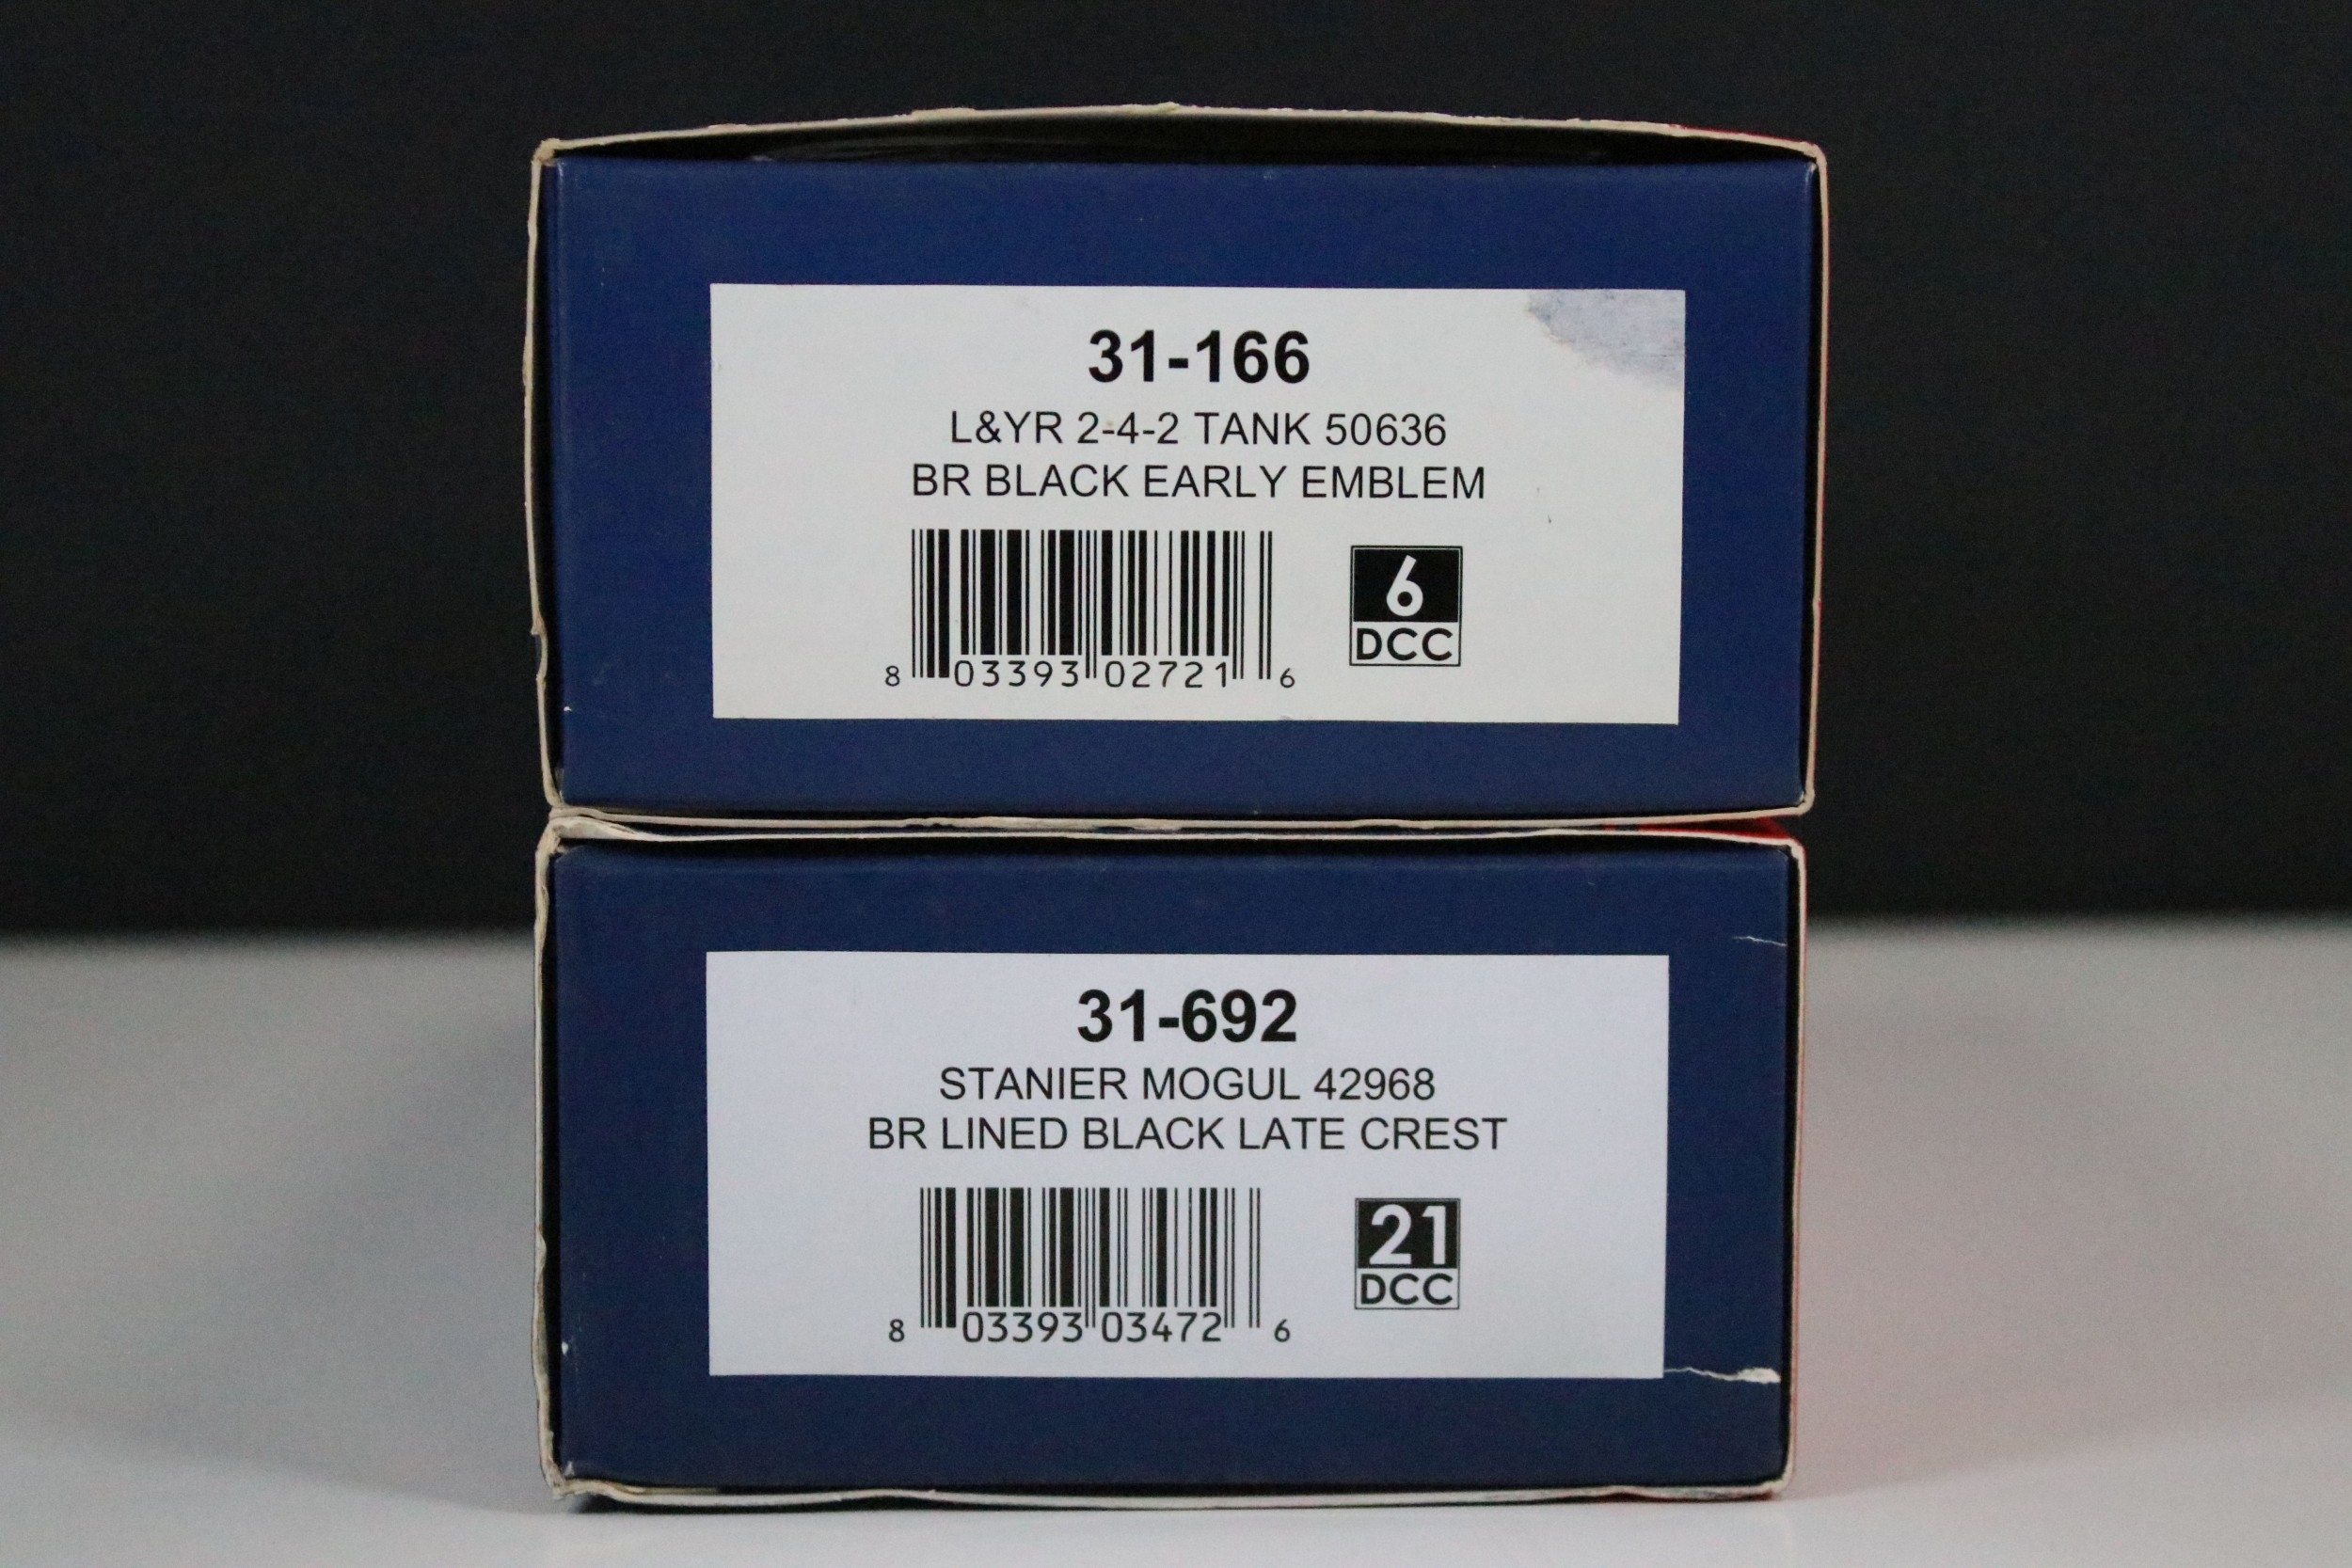 31-166
L&YR 2-4-2 TANK 50636
BR BLACK EARLY EMBLEM
8 03393 02721 6
6
DCC
31-692
STANIER MOGUL 42968
BR LINED BLACK LATE CREST
8 03393 03472 6
21
DCC